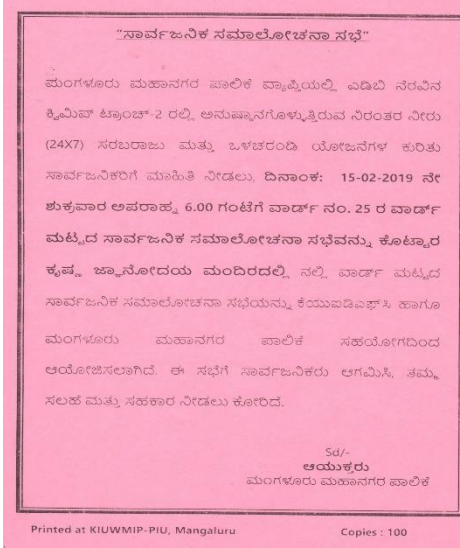 "ಸಾರ್ವಜನಿಕ ಸಮಾಲೋಚನಾ ಸಭೆ"
ಮಂಗಳೂರು ಮಹಾನಗರ ಪಾಲಿಕೆ ವ್ಯಾಪ್ತಿಯಲ್ಲಿ ಎಡಿಬಿ ನೆರವಿನ
ಕ್ವಿಮಿಪ್ ಟ್ರಾಂಚ್-2 ರಲ್ಲಿ ಅನುಷ್ಠಾನಗೊಳ್ಳುತ್ತಿರುವ ನಿರಂತರ ನೀರು
(24X7) ಸರಬರಾಜು ಮತ್ತು ಒಳಚರಂಡಿ ಯೋಜನೆಗಳ ಕುರಿತು
ಸಾರ್ವಜನಿಕರಿಗೆ ಮಾಹಿತಿ ನೀಡಲು, ದಿನಾಂಕ: 15-02-2019 ನೇ
ಶುಕ್ರವಾರ ಅಪರಾಹ್ನ 6.00 ಗಂಟೆಗೆ ವಾರ್ಡ್ ನಂ. 25 ರ ವಾರ್ಡ್
ಮಟ್ಟದ ಸಾರ್ವಜನಿಕ ಸಮಾಲೋಚನಾ ಸಭೆವನ್ನು ಕೊಟ್ಟಾರ
ಕೃಷ್ಣ ಜ್ಞಾನೋದಯ ಮಂದಿರದಲ್ಲಿ ನಲ್ಲಿ ವಾರ್ಡ್ ಮಟ್ಟದ
ಸಾರ್ವಜನಿಕ ಸಮಾಲೋಚನಾ ಸಭೆಯನ್ನು ಕೆಯುಐಡಿಎಫ್‌ಸಿ ಹಾಗೂ
ಮಂಗಳೂರು ಮಹಾನಗರ ಪಾಲಿಕೆ ಸಹಯೋಗದಿಂದ
ಆಯೋಜಿಸಲಾಗಿದೆ. ಈ ಸಭೆಗೆ ಸಾರ್ವಜನಿಕರು ಆಗಮಿಸಿ, ತಮ್ಮ
ಸಲಹೆ ಮತ್ತು ಸಹಕಾರ ನೀಡಲು ಕೋರಿದೆ.
Sd/-
ಆಯುಕ್ತರು
ಮಂಗಳೂರು ಮಹಾನಗರ ಪಾಲಿಕೆ
Printed at KIUWMIP-PIU, Mangaluru Copies : 100